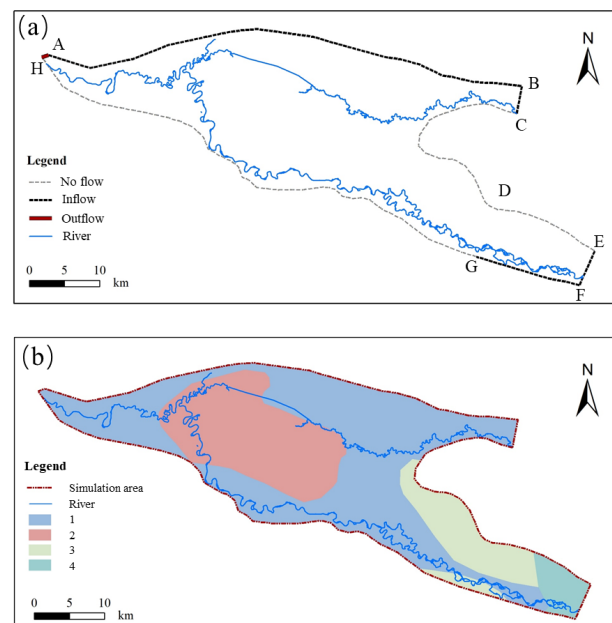 (a)
A
N
H
B
C
Legend
No flow
Inflow
Outflow
River
D
E
G
F
0 5 10
km
(b)
N
Legend
Simulation area
River
1
2
3
4
0 5 10
km